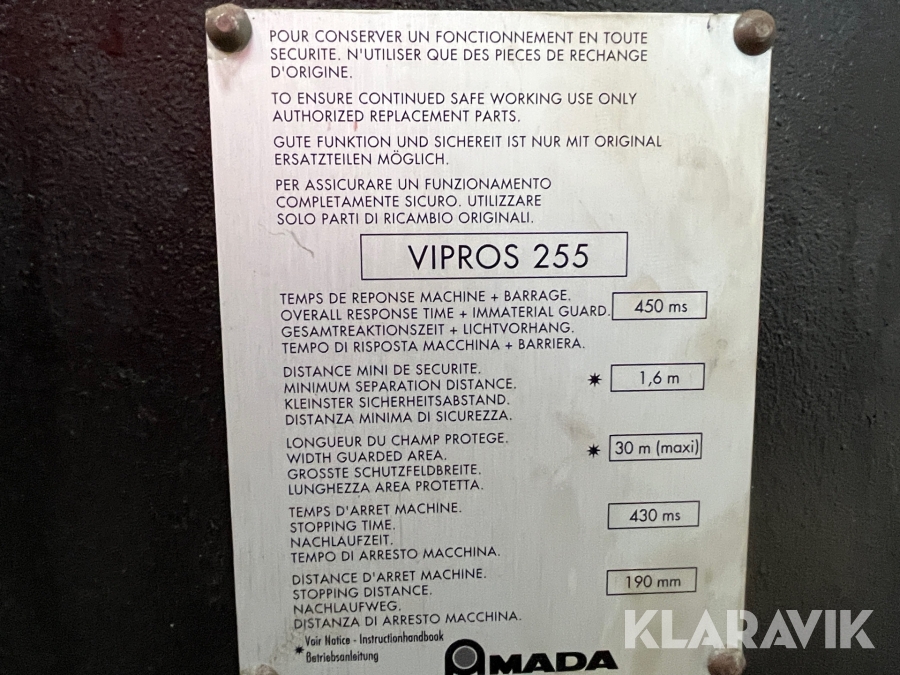 POUR CONSERVER UN FONCTIONNEMENT EN TOUTE
SECURITE. N'UTILISER QUE DES PIECES DE RECHANGE
D'ORIGINE.
TO ENSURE CONTINUED SAFE WORKING USE ONLY
AUTHORIZED REPLACEMENT PARTS.
GUTE FUNKTION UND SICHEREIT IST NUR MIT ORIGINAL
ERSATZTEILEN MÖGLICH.
PER ASSICURARE UN FUNZIONAMENTO
COMPLETAMENTE SICURO. UTILIZZARE
SOLO PARTI DI RICAMBIO ORIGINALI.
VIPROS 255
TEMPS DE REPONSE MACHINE + BARRAGE.
OVERALL RESPONSE TIME + IMMATERIAL GUARD. 450 ms
GESAMTREAKTIONSZEIT + LICHTVORHANG.
TEMPO DI RISPOSTA MACCHINA + BARRIERA.
DISTANCE MINI DE SECURITE.
MINIMUM SEPARATION DISTANCE. * 1,6 m
KLEINSTER SICHERHEITSABSTAND.
DISTANZA MINIMA DI SICUREZZA.
LONGUEUR DU CHAMP PROTEGE.
WIDTH GUARDED AREA. * 30 m (maxi)
GROSSTE SCHUTZFELDBREITE.
LUNGHEZZA AREA PROTETTA.
TEMPS D'ARRET MACHINE.
STOPPING TIME. 430 ms
NACHLAUFZEIT.
TEMPO DI ARRESTO MACCHINA.
DISTANCE D'ARRET MACHINE.
STOPPING DISTANCE. 190 mm
NACHLAUFWEG.
DISTANZA DI ARRESTO MACCHINA.
* Voir Notice - Instructionhandbook
Betriebsanleitung
AMADA
KLARAVIK